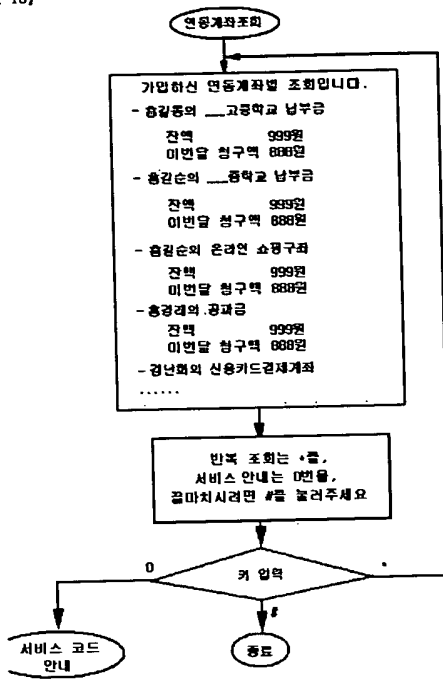 연동계좌조회
가입하신 연동계좌별 조회입니다.
- 홍길동의 ___고등학교 납부금
잔액 999원
이번달 청구액 888원
- 홍길순의 ___중학교 납부금
잔액 999원
이번달 청구액 888원
- 홍길순의 온라인 쇼핑구좌
잔액 999원
이번달 청구액 888원
- 홍경래의 공과금
잔액 999원
이번달 청구액 888원
- 경난화의 신용카드결제계좌
......
반복 조회는 *를,
서비스 안내는 0번을,
끝마치시려면 #를 눌러주세요
0 키 입력 *
#
서비스 코드
안내
종료